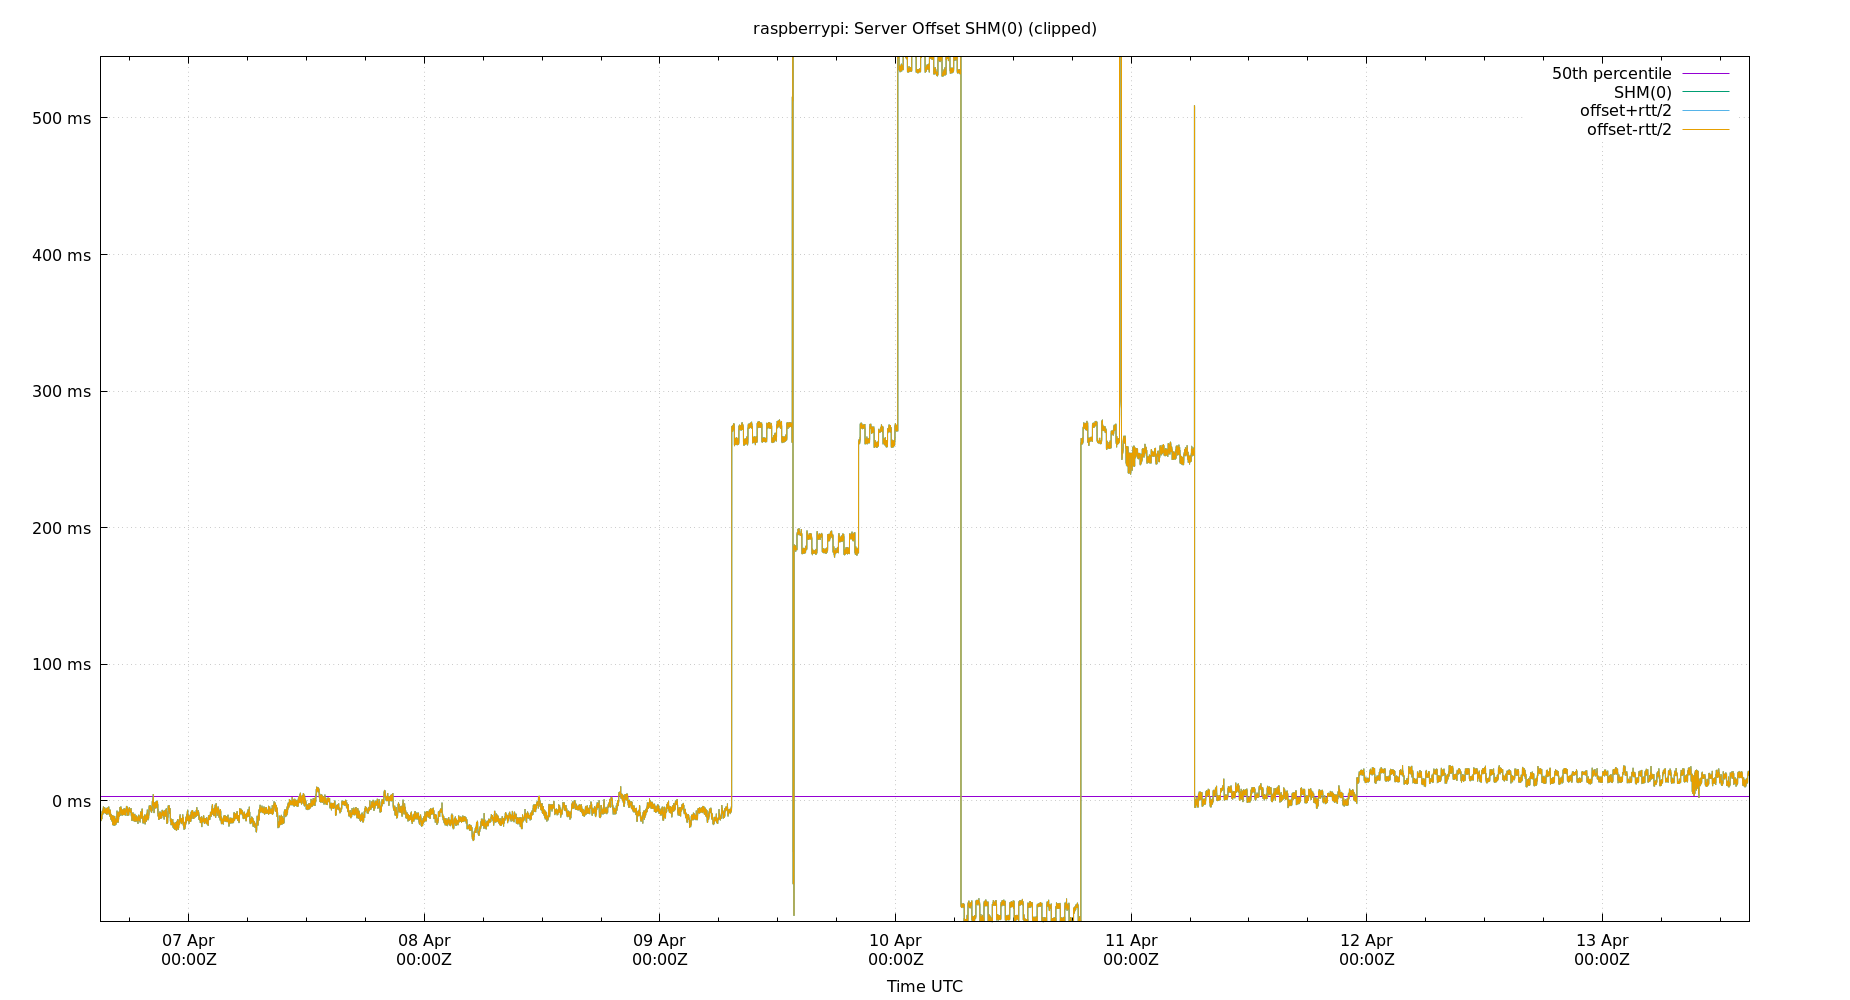 raspberrypi: Server Offset SHM(0) (clipped)
50th percentile
SHM(0)
offset+rtt/2
offset-rtt/2
500 ms
400 ms
300 ms
200 ms
100 ms
0 ms
07 Apr 08 Apr 09 Apr 10 Apr 11 Apr 12 Apr 13 Apr
00:00Z 00:00Z 00:00Z 00:00Z 00:00Z 00:00Z 00:00Z
Time UTC